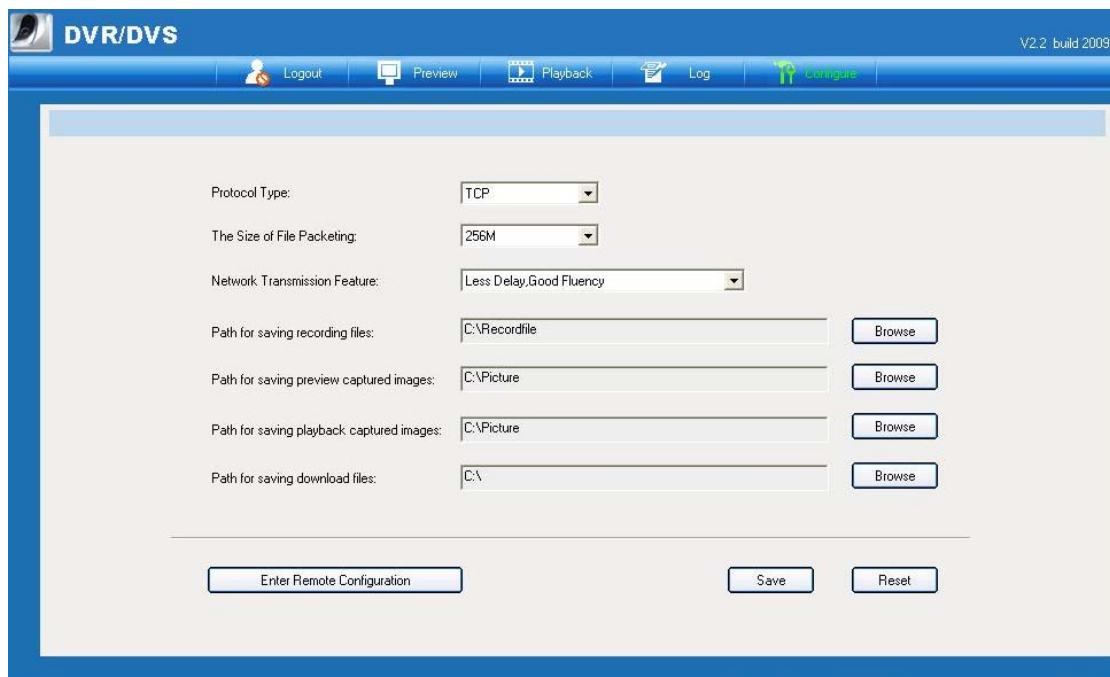 DVR/DVS
V2.2 build 2009
Logout Preview Playback Log Configure
Protocol Type: TCP
The Size of File Packeting: 256M
Network Transmission Feature: Less Delay,Good Fluency
Path for saving recording files: C:\Recordfile Browse
Path for saving preview captured images: C:\Picture Browse
Path for saving playback captured images: C:\Picture Browse
Path for saving download files: C:\ Browse
Enter Remote Configuration Save Reset